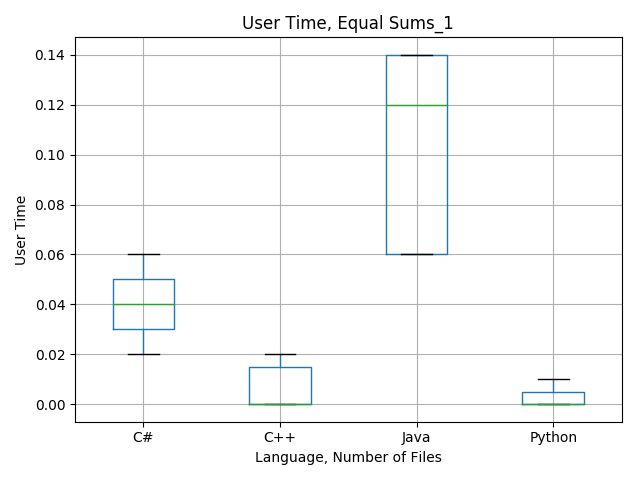 User Time, Equal Sums_1
0.14
0.12
0.10
0.08
0.06
0.04
0.02
0.00
User Time
C# C++ Java Python
Language, Number of Files